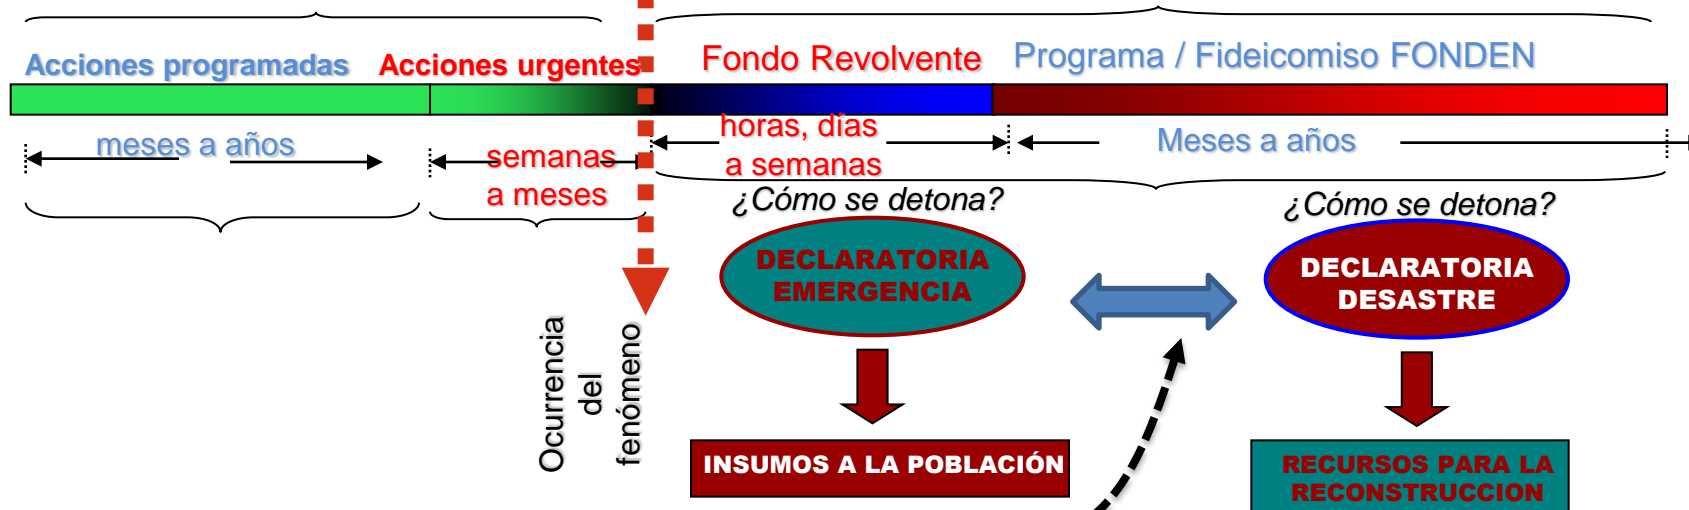 Acciones programadas
Acciones urgentes
Fondo Revolvente
Programa / Fideicomiso FONDEN
meses a años
semanas
a meses
horas, días
a semanas
Meses a años
¿Cómo se detona?
¿Cómo se detona?
DECLARATORIA
EMERGENCIA
DECLARATORIA
DESASTRE
Ocurrencia
del
fenómeno
INSUMOS A LA POBLACIÓN
RECURSOS PARA LA
RECONSTRUCCION